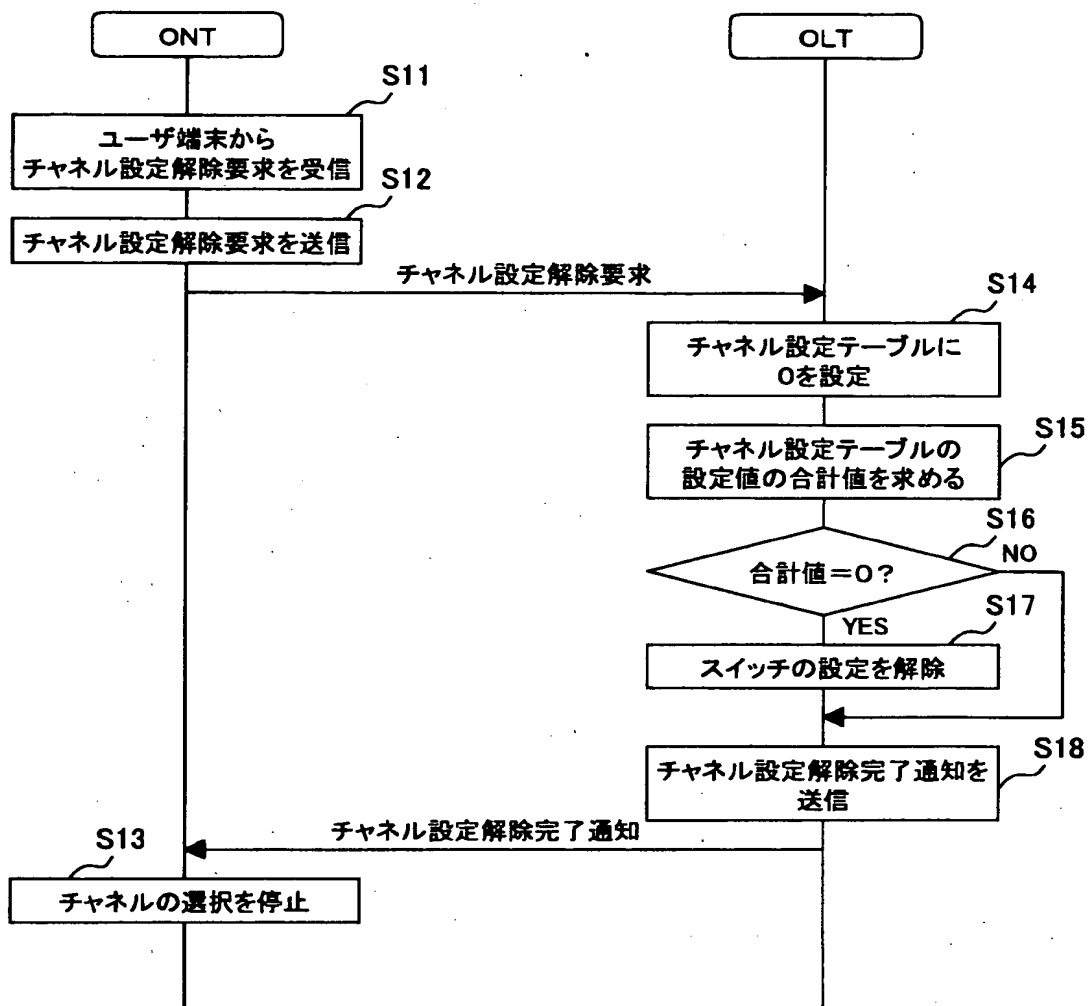 ONT
OLT
S11
ユーザ端末から
チャネル設定解除要求を受信
S12
チャネル設定解除要求を送信
チャネル設定解除要求
S14
チャネル設定テーブルに
0を設定
S15
チャネル設定テーブルの
設定値の合計値を求める
S16
合計値=0?
NO
YES
S17
スイッチの設定を解除
S18
チャネル設定解除完了通知を
送信
チャネル設定解除完了通知
S13
チャネルの選択を停止